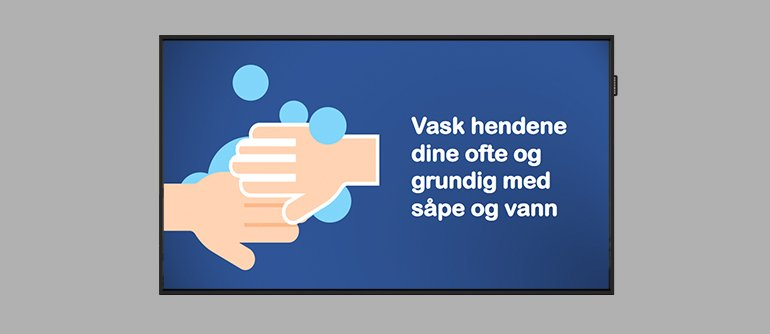 Vask hendene
dine ofte og
grundig med
såpe og vann